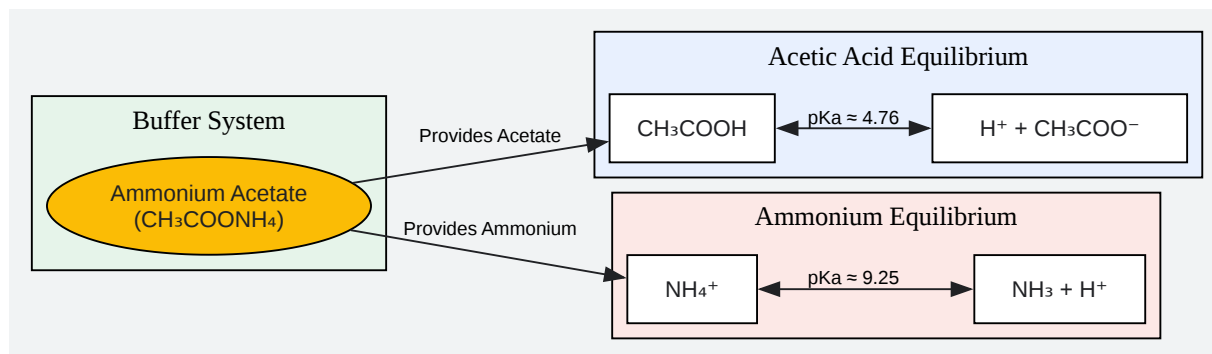 Buffer System
Ammonium Acetate
(CH₃COONH₄)
Provides Acetate
Provides Ammonium
Acetic Acid Equilibrium
CH₃COOH
pKa ≈ 4.76
H⁺ + CH₃COO⁻
Ammonium Equilibrium
NH₄⁺
pKa ≈ 9.25
NH₃ + H⁺